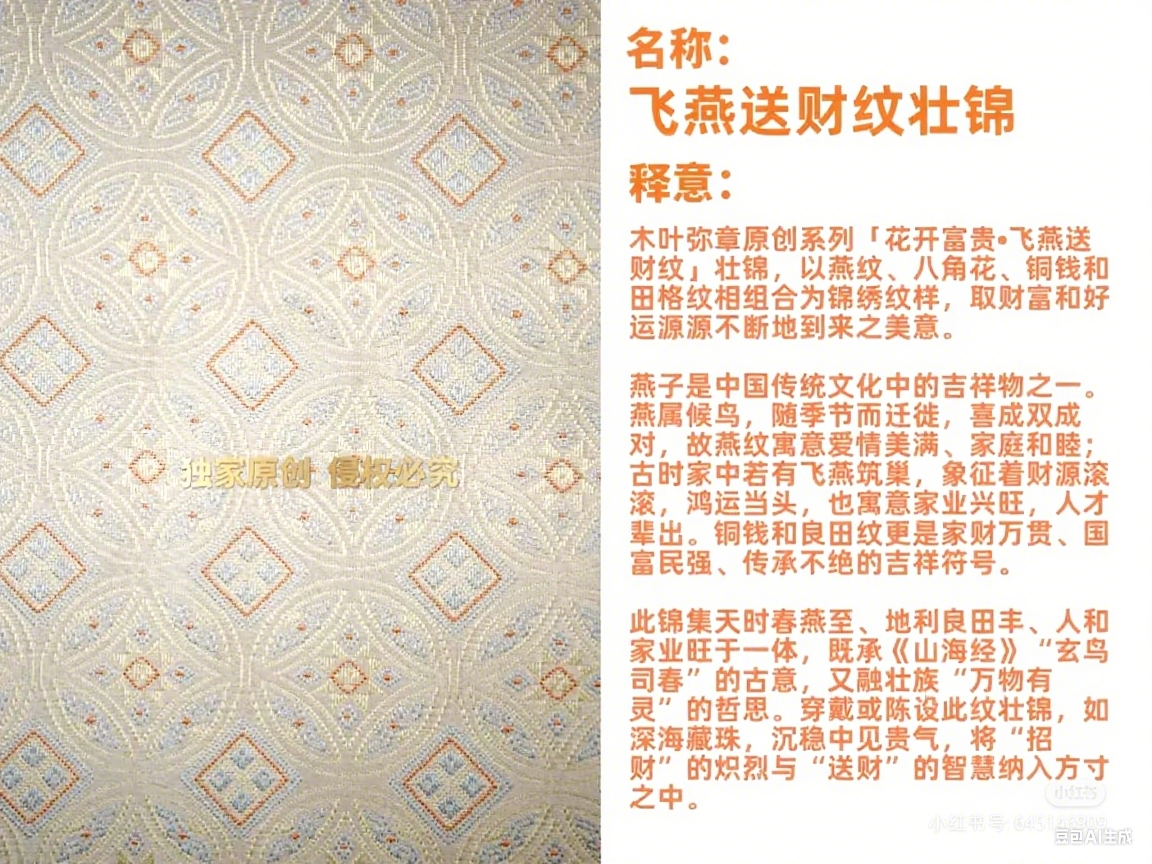 名称：
飞燕送财纹壮锦
释意：
木叶弥章原创系列「花开富贵•飞燕送
财纹」壮锦，以燕纹、八角花、铜钱和
田格纹相组合为锦绣纹样，取财富和好
运源源不断地到来之美意。
燕子是中国传统文化中的吉祥物之一。
燕属候鸟，随季节而迁徙，喜成双成
对，故燕纹寓意爱情美满、家庭和睦；
古时家中若有飞燕筑巢，象征着财源滚
滚，鸿运当头，也寓意家业兴旺，人才
辈出。铜钱和良田纹更是家财万贯、国
富民强、传承不绝的吉祥符号。
此锦集天时春燕至、地利良田丰、人和
家业旺于一体，既承《山海经》“玄鸟
司春”的古意，又融壮族“万物有
灵”的哲思。穿戴或陈设此纹壮锦，如
深海藏珠，沉稳中见贵气，将“招
财”的炽烈与“送财”的智慧纳入方寸
之中。
独家原创 侵权必究
小红书
小红书号:
豆包AI生成